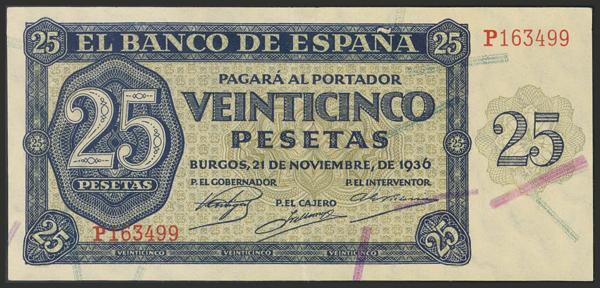 25 EL BANCO DE ESPAÑA 25 P163499
PAGARÁ AL PORTADOR
VEINTICINCO
PESETAS
25
PESETAS
25
BURGOS, 21 DE NOVIEMBRE, DE 1936
P. EL GOBERNADOR P. EL INTERVENTOR
P. EL CAJERO
P163499
25 25
VEINTICINCO VEINTICINCO VEINTICINCO